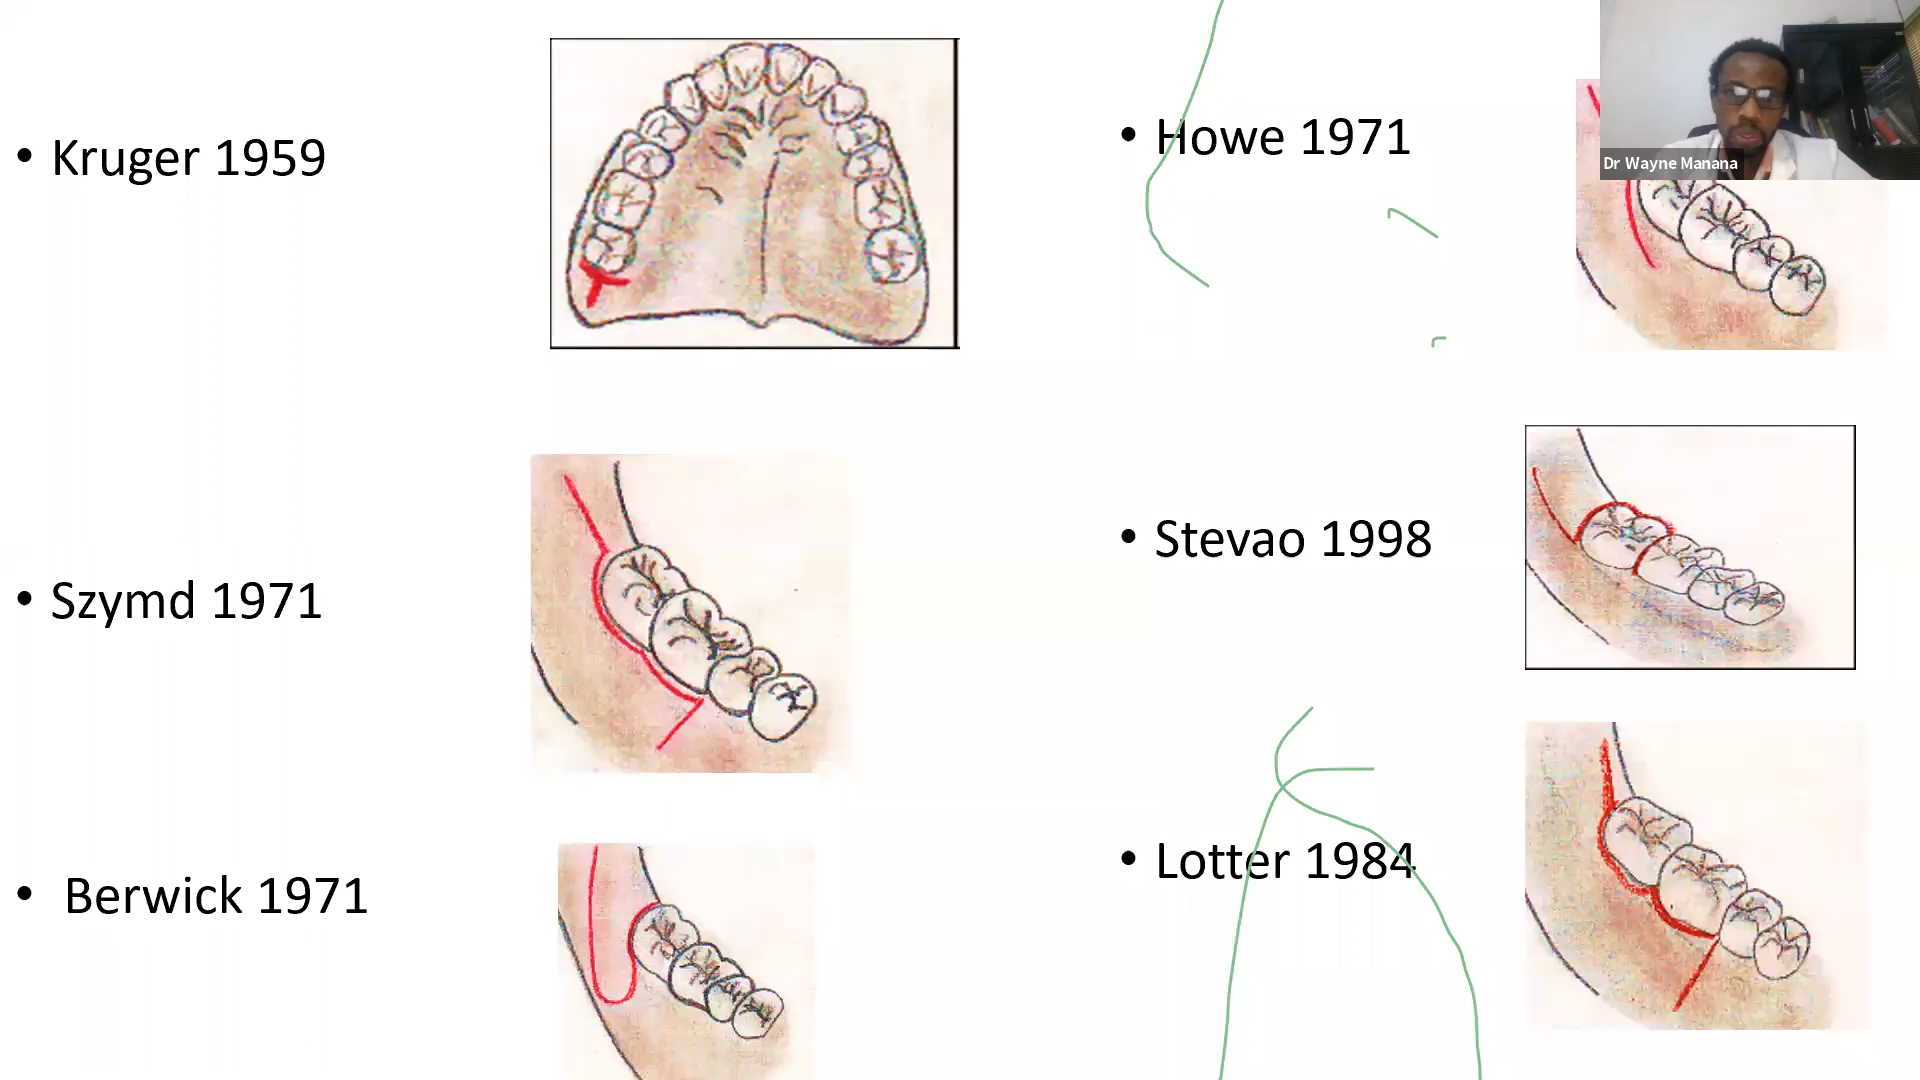 • Kruger 1959
• Szymd 1971
• Berwick 1971
• Howe 1971
• Stevao 1998
• Lotter 1984
Dr Wayne Manana